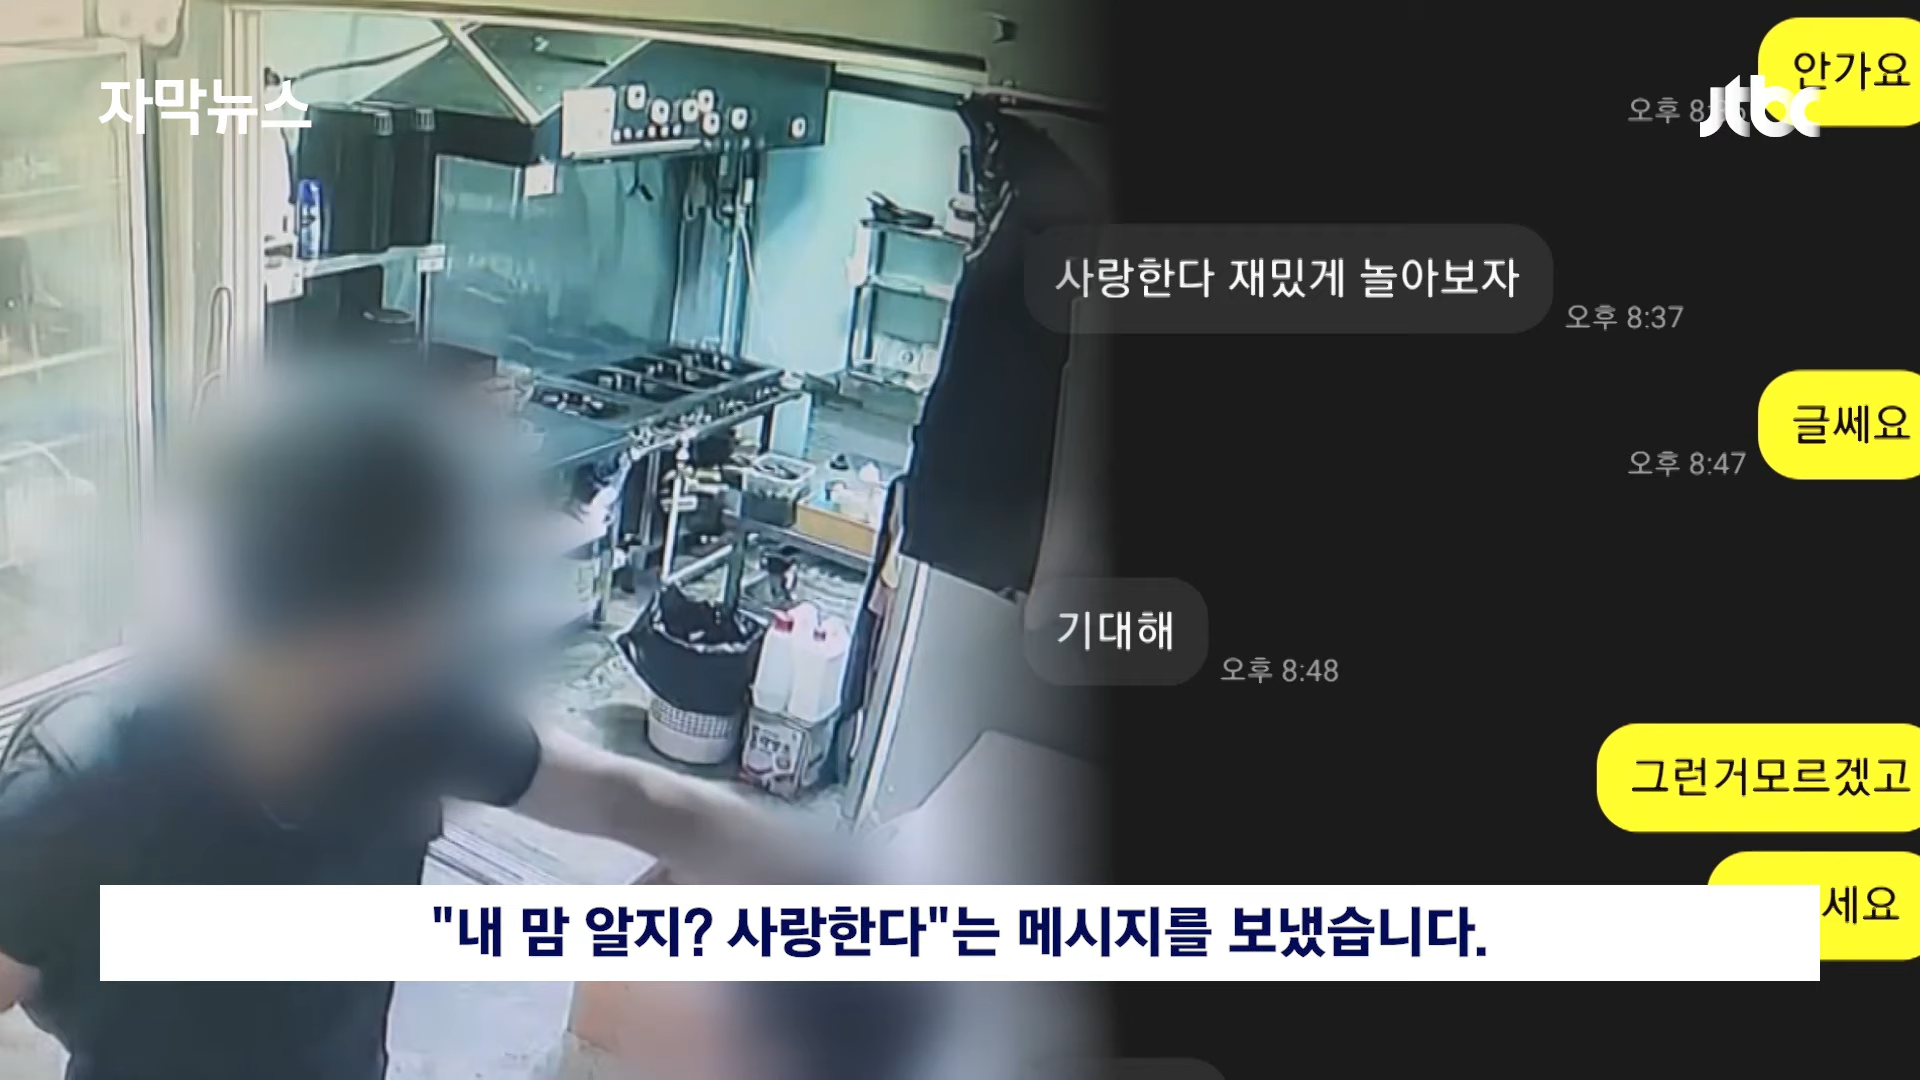 자막뉴스
jtbc
안가요
사랑한다 재밌게 놀아보자
오후 8:37
글쎄요
오후 8:47
기대해
오후 8:48
그런거모르겠고
세요
"내 맘 알지? 사랑한다"는 메시지를 보냈습니다.